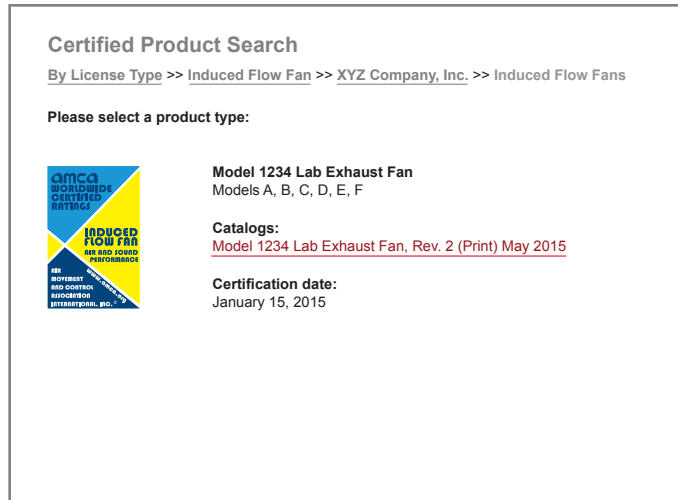 Certified Product Search
By License Type >> Induced Flow Fan >> XYZ Company, Inc. >> Induced Flow Fans
Please select a product type:
amca
WORLDWIDE
CERTIFIED
RATINGS
INDUCED
FLOW FAN
AIR AND SOUND
PERFORMANCE
AIR
MOVEMENT
AND CONTROL
ASSOCIATION
INTERNATIONAL, INC.®
www.amca.org
Model 1234 Lab Exhaust Fan
Models A, B, C, D, E, F
Catalogs:
Model 1234 Lab Exhaust Fan, Rev. 2 (Print) May 2015
Certification date:
January 15, 2015